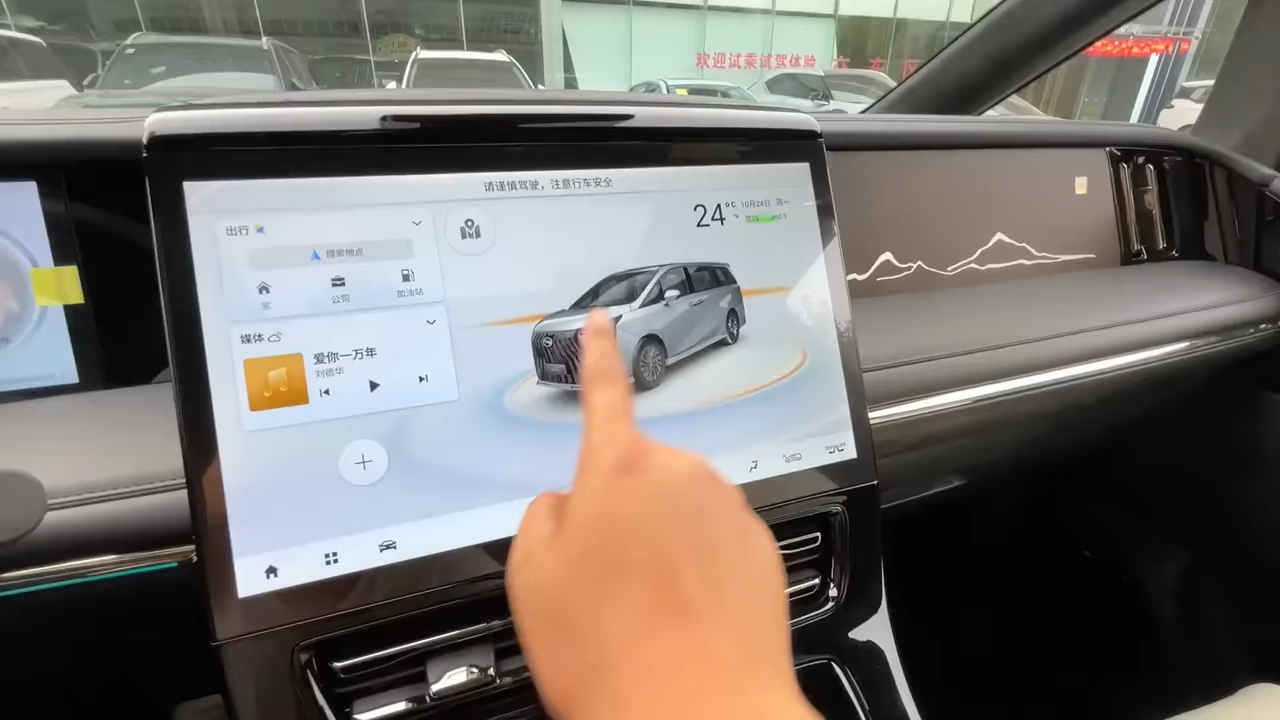 欢迎试乘试驾体验
请谨慎驾驶，注意行车安全
24°C 10月24日 周一
出行
搜索地点
家 公司 加油站
媒体
爱你一万年
刘德华